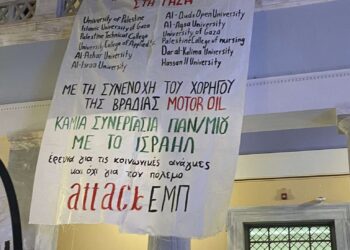 ΣΤΗ ΓΑΖΑ
University of Palestine
Islamic University of Gaza
Palestine Technical College
University College of Applied
Al-Azhar University
Al-Israa University
Al-Quds Open University
Al-Aqsa University
University of Gaza
Palestine College of nursing
Dar al Kalima University
Hassan II University
ΜΕ ΤΗ ΣΥΝΕΝΟΧΗ ΤΟΥ ΧΟΡΗΓΟΥ
ΤΗΣ ΒΡΑΔΙΑΣ MOTOR OIL
ΚΑΜΙΑ ΣΥΝΕΡΓΑΣΙΑ ΠΑΝ/ΜΙΟΥ
ΜΕ ΤΟ ΙΣΡΑΗΛ
έρευνα για τις κοινωνικές ανάγκες
και όχι για τον πόλεμο
attack ΕΜΠ